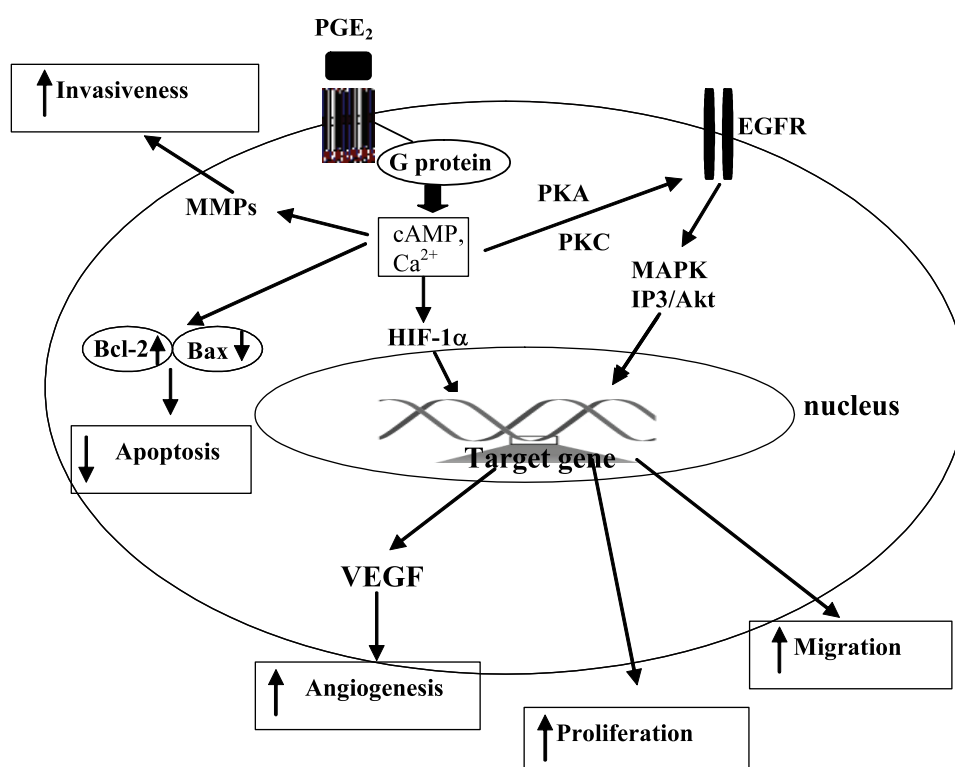 PGE₂
↑ Invasiveness
EGFR
G protein
PKA
MMPs
cAMP,
Ca²⁺
PKC
MAPK
IP3/Akt
HIF-1α
Bcl-2↑
Bax↓
nucleus
↓ Apoptosis
Target gene
VEGF
↑ Migration
↑ Angiogenesis
↑ Proliferation